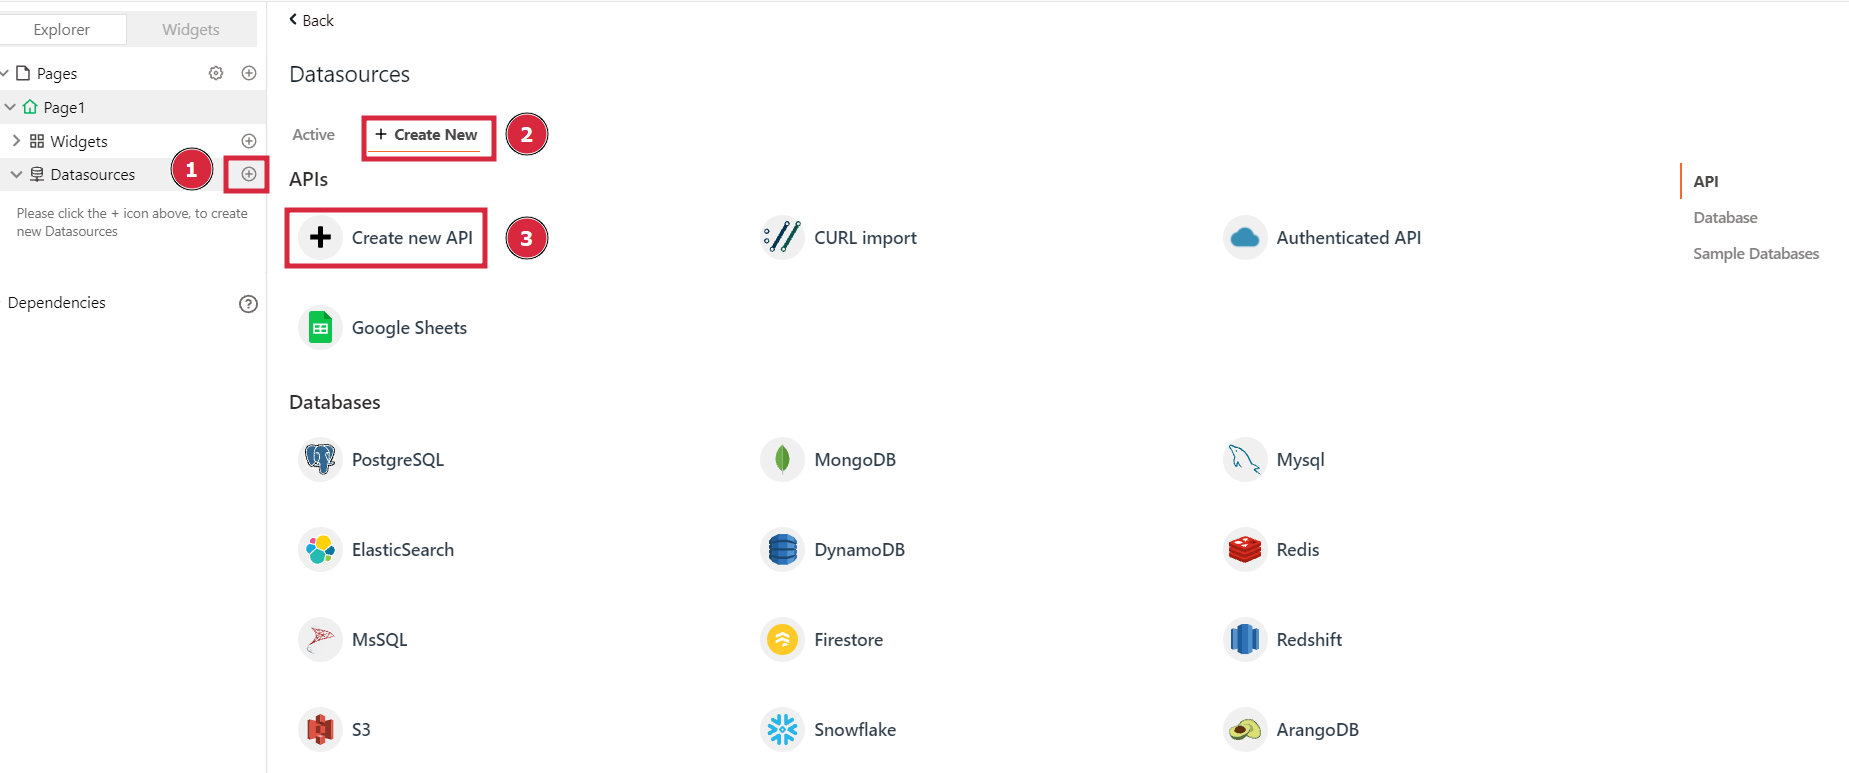 Explorer
Widgets
Pages
Page1
Widgets
Datasources
1
Please click the + icon above, to create
new Datasources
Dependencies
?
Back
Datasources
Active
+ Create New
2
APIs
Create new API
3
CURL import
Authenticated API
Google Sheets
Databases
PostgreSQL
MongoDB
Mysql
ElasticSearch
DynamoDB
Redis
MsSQL
Firestore
Redshift
S3
Snowflake
ArangoDB
API
Database
Sample Databases